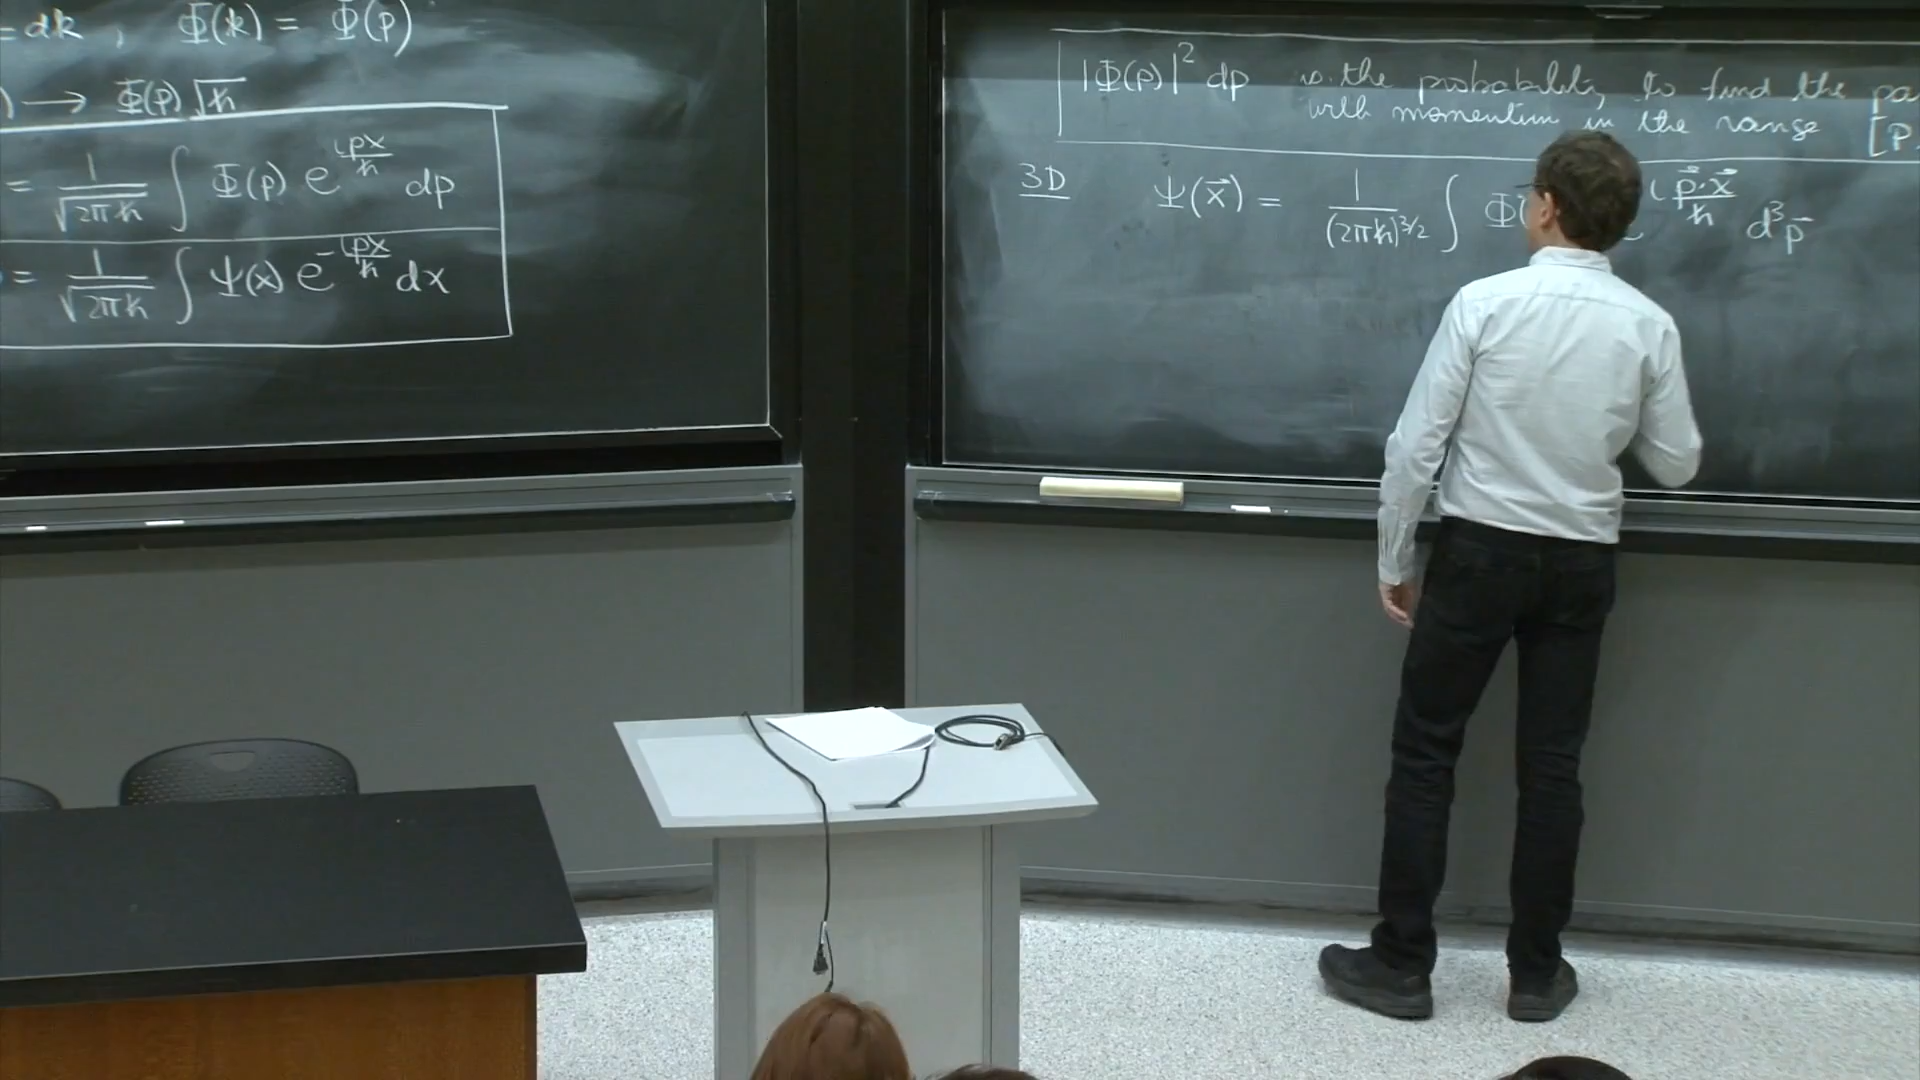 = dk , Φ(k) = Φ̃(p)
) → Φ̃(p) √ħ
= 1/√(2πħ) ∫ Φ(p) e^{ipx/ħ} dp
= 1/√(2πħ) ∫ Ψ(x) e^{-ipx/ħ} dx
|Φ(p)|² dp is the probability to find the pa
with momentum in the range [p,
3D Ψ(x⃗) = 1/(2πħ)^{3/2} ∫ Φ( i p⃗·x⃗/ħ d³p⃗